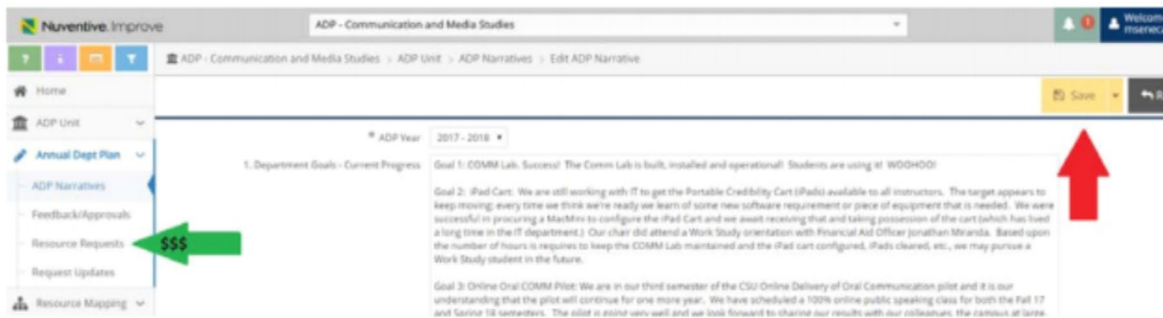 Nuventive. Improve
ADP - Communication and Media Studies
Welcome
mseneca
ADP - Communication and Media Studies > ADP Unit > ADP Narratives > Edit ADP Narrative
Home
Save
ADP Unit
* ADP Year 2017 - 2018
Annual Dept Plan
1. Department Goals - Current Progress
Goal 1: COMM Lab. Success! The Comm Lab is built, installed and operational! Students are using it! WOOHOO!
ADP Narratives
Feedback/Approvals
Resource Requests
$$$
Request Updates
Resource Mapping
Goal 2: iPad Cart: We are still working with IT to get the Portable Credibility Cart (iPads) available to all instructors. The target appears to
keep moving; every time we think we're ready we learn of some new software requirement or piece of equipment that is needed. We were
successful in procuring a MacMini to configure the iPad Cart and we await receiving that and taking possession of the cart (which has lived
a long time in the IT department.) Our chair did attend a Work Study orientation with Financial Aid Officer Jonathan Miranda. Based upon
the number of hours is requires to keep the COMM Lab maintained and the iPad cart configured, iPads cleared, etc., we may pursue a
Work Study student in the future.
Goal 3: Online Oral COMM Pilot: We are in our third semester of the CSU Online Delivery of Oral Communication pilot and it is our
understanding that the pilot will continue for one more year. We have scheduled a 100% online public speaking class for both the Fall 17
and Spring 18 semesters. The pilot is going very well and we look forward to sharing our results with our colleagues, the campus at large,